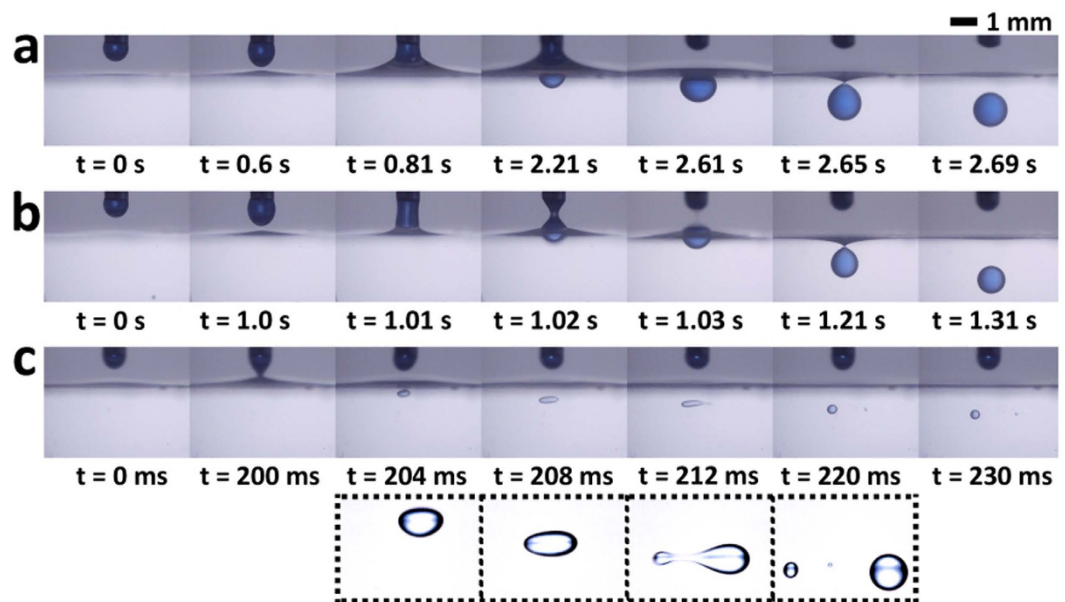 1 mm
a
t = 0 s t = 0.6 s t = 0.81 s t = 2.21 s t = 2.61 s t = 2.65 s t = 2.69 s
b
t = 0 s t = 1.0 s t = 1.01 s t = 1.02 s t = 1.03 s t = 1.21 s t = 1.31 s
c
t = 0 ms t = 200 ms t = 204 ms t = 208 ms t = 212 ms t = 220 ms t = 230 ms